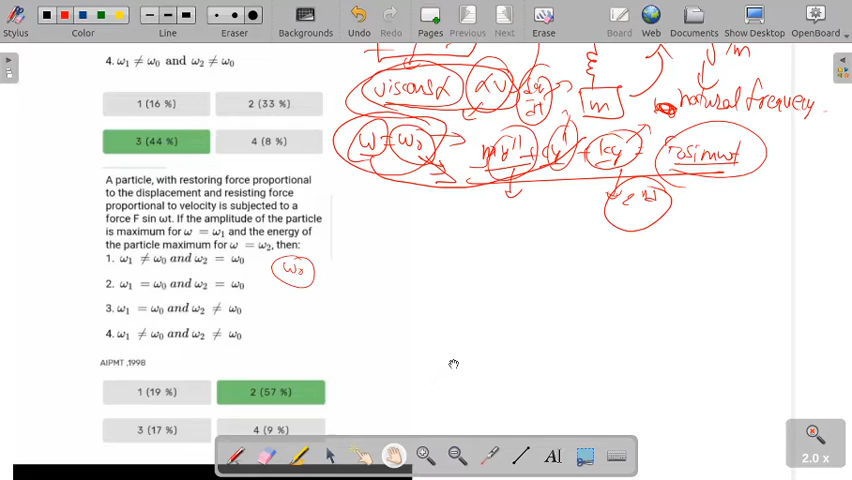 Stylus
Color
Line
Eraser
Backgrounds
Undo
Pages
Previous
Next
Erase
Board
Web
Documents
Show Desktop
OpenBoard
4. ω₁ ≠ ω₀ and ω₂ ≠ ω₀
1 (16 %)
2 (33 %)
3 (44 %)
4 (8 %)
A particle, with restoring force proportional
to the displacement and resisting force
proportional to velocity is subjected to a
force F sin ωt. If the amplitude of the particle
is maximum for ω = ω₁ and the energy of
the particle maximum for ω = ω₂, then:
1. ω₁ ≠ ω₀ and ω₂ = ω₀
2. ω₁ = ω₀ and ω₂ = ω₀
3. ω₁ = ω₀ and ω₂ ≠ ω₀
4. ω₁ ≠ ω₀ and ω₂ ≠ ω₀
AIPMT ,1998
1 (19 %)
2 (57 %)
3 (17 %)
4 (9 %)
ω₀
αv
m
natural frequency
ω = ω₀
2.0 x